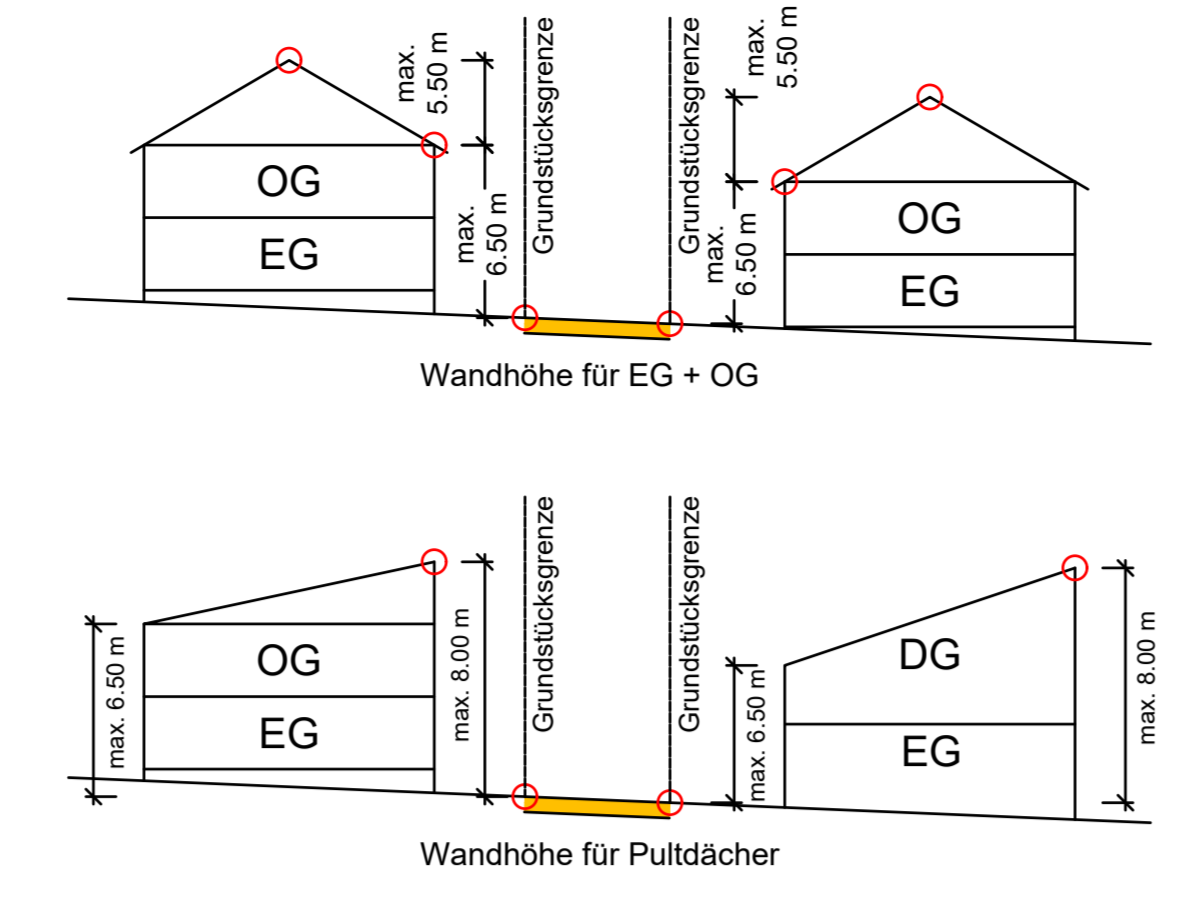 max.
5.50 m
OG
EG
max.
6.50 m
Grundstücksgrenze
Grundstücksgrenze
max.
5.50 m
max.
6.50 m
OG
EG
Wandhöhe für EG + OG
max. 6.50 m
OG
EG
max. 8.00 m
Grundstücksgrenze
Grundstücksgrenze
max. 6.50 m
DG
EG
max. 8.00 m
Wandhöhe für Pultdächer